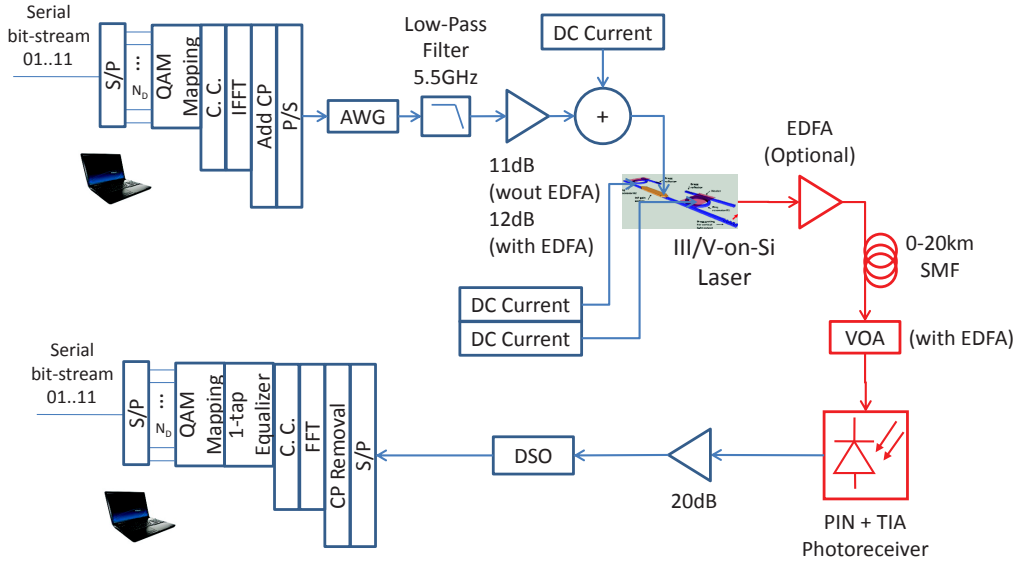 Serial
bit-stream
01..11
S/P
...
N_D
QAM
Mapping
C. C.
IFFT
Add CP
P/S
AWG
Low-Pass
Filter
5.5GHz
11dB
(wout EDFA)
12dB
(with EDFA)
DC Current
+
III/V-on-Si
Laser
DC Current
DC Current
EDFA
(Optional)
0-20km
SMF
VOA
(with EDFA)
PIN + TIA
Photoreceiver
20dB
DSO
Serial
bit-stream
01..11
S/P
...
N_D
QAM
Mapping
1-tap
Equalizer
C. C.
FFT
CP Removal
S/P